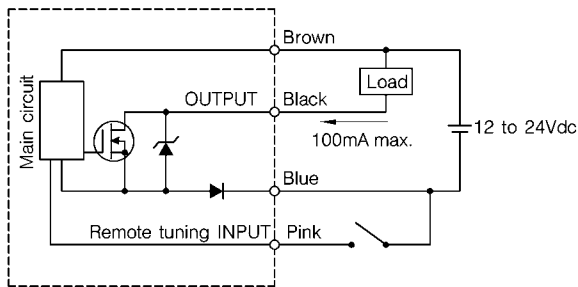 Brown
Load
OUTPUT
Black
Main circuit
100mA max.
12 to 24Vdc
Blue
Remote tuning INPUT
Pink